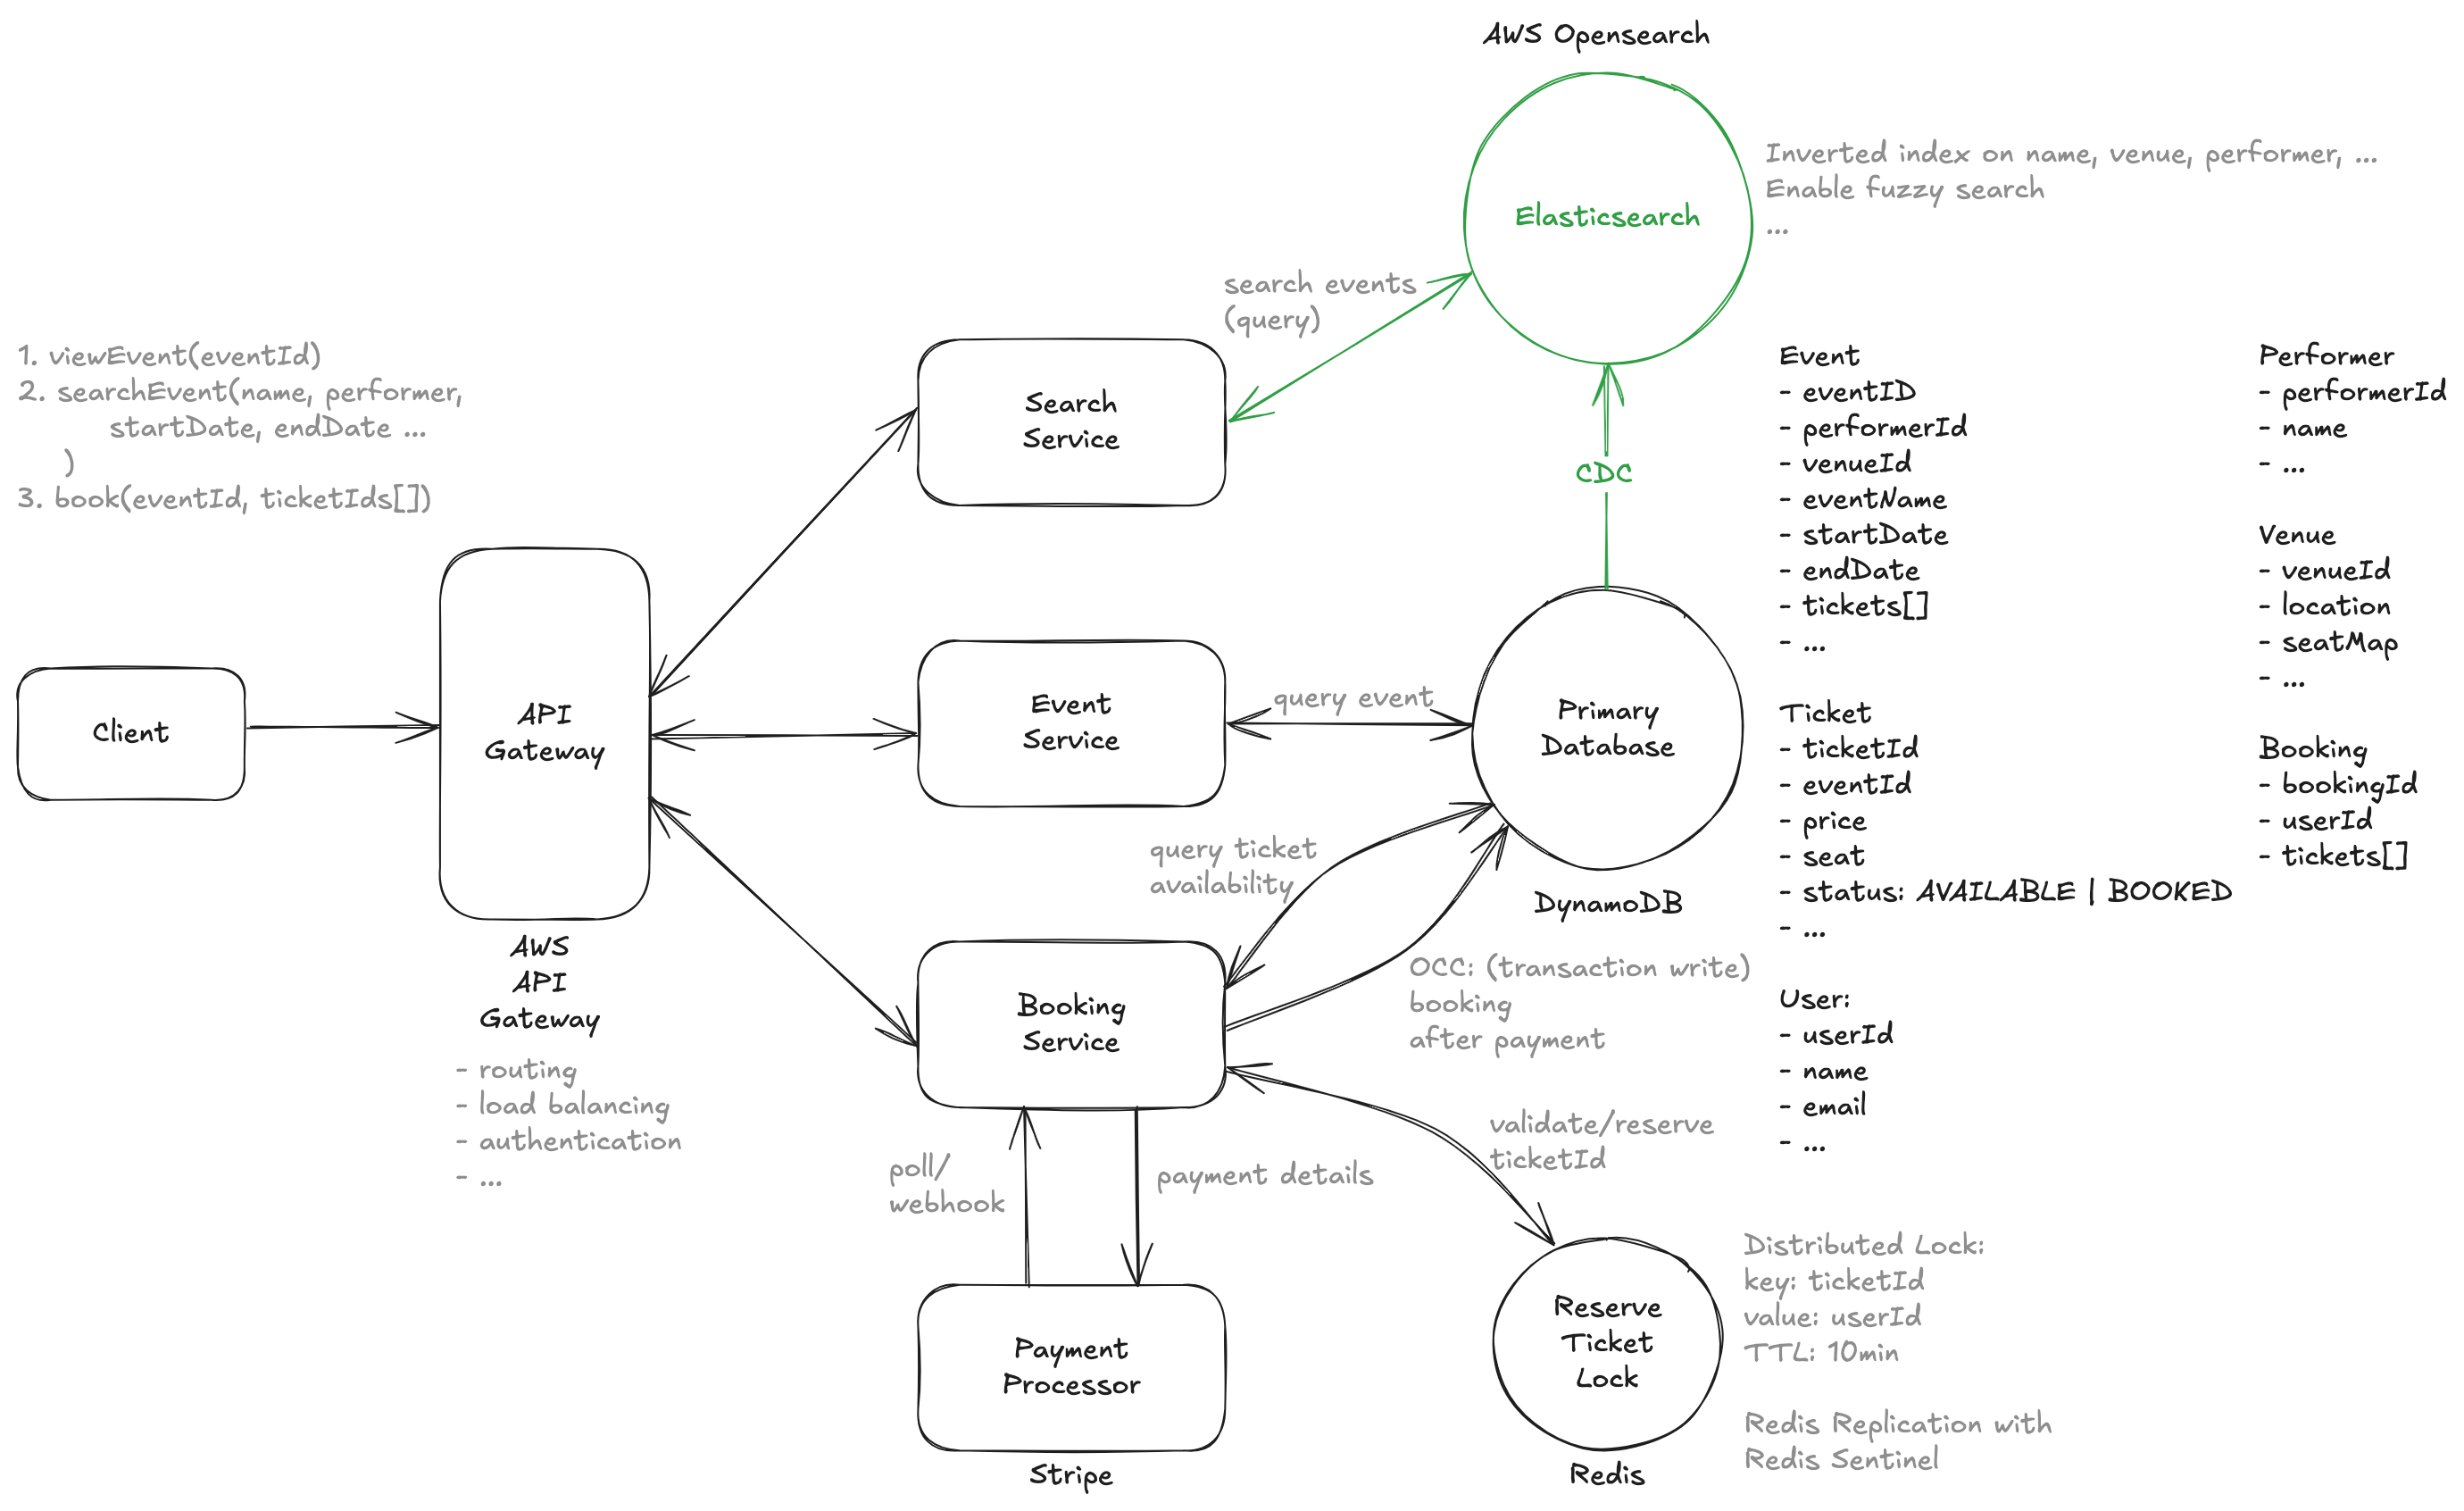 AWS Opensearch
Elasticsearch
Inverted index on name, venue, performer, ...
Enable fuzzy search
...
search events
(query)
1. viewEvent(eventId)
2. searchEvent(name, performer,
startDate, endDate ...
)
3. book(eventId, ticketIds[])
Search
Service
CDC
Client
API
Gateway
AWS
API
Gateway
- routing
- load balancing
- authentication
- ...
Event
Service
query event
Primary
Database
DynamoDB
query ticket
availability
OCC: (transaction write)
booking
after payment
Booking
Service
validate/reserve
ticketId
poll/
webhook
payment details
Payment
Processor
Stripe
Reserve
Ticket
Lock
Redis
Distributed Lock:
key: ticketId
value: userId
TTL: 10min
Redis Replication with
Redis Sentinel
Event
- eventID
- performerId
- venueId
- eventName
- startDate
- endDate
- tickets[]
- ...
Ticket
- ticketId
- eventId
- price
- seat
- status: AVAILABLE | BOOKED
- ...
User:
- userId
- name
- email
- ...
Performer
- performerId
- name
- ...
Venue
- venueId
- location
- seatMap
- ...
Booking
- bookingId
- userId
- tickets[]